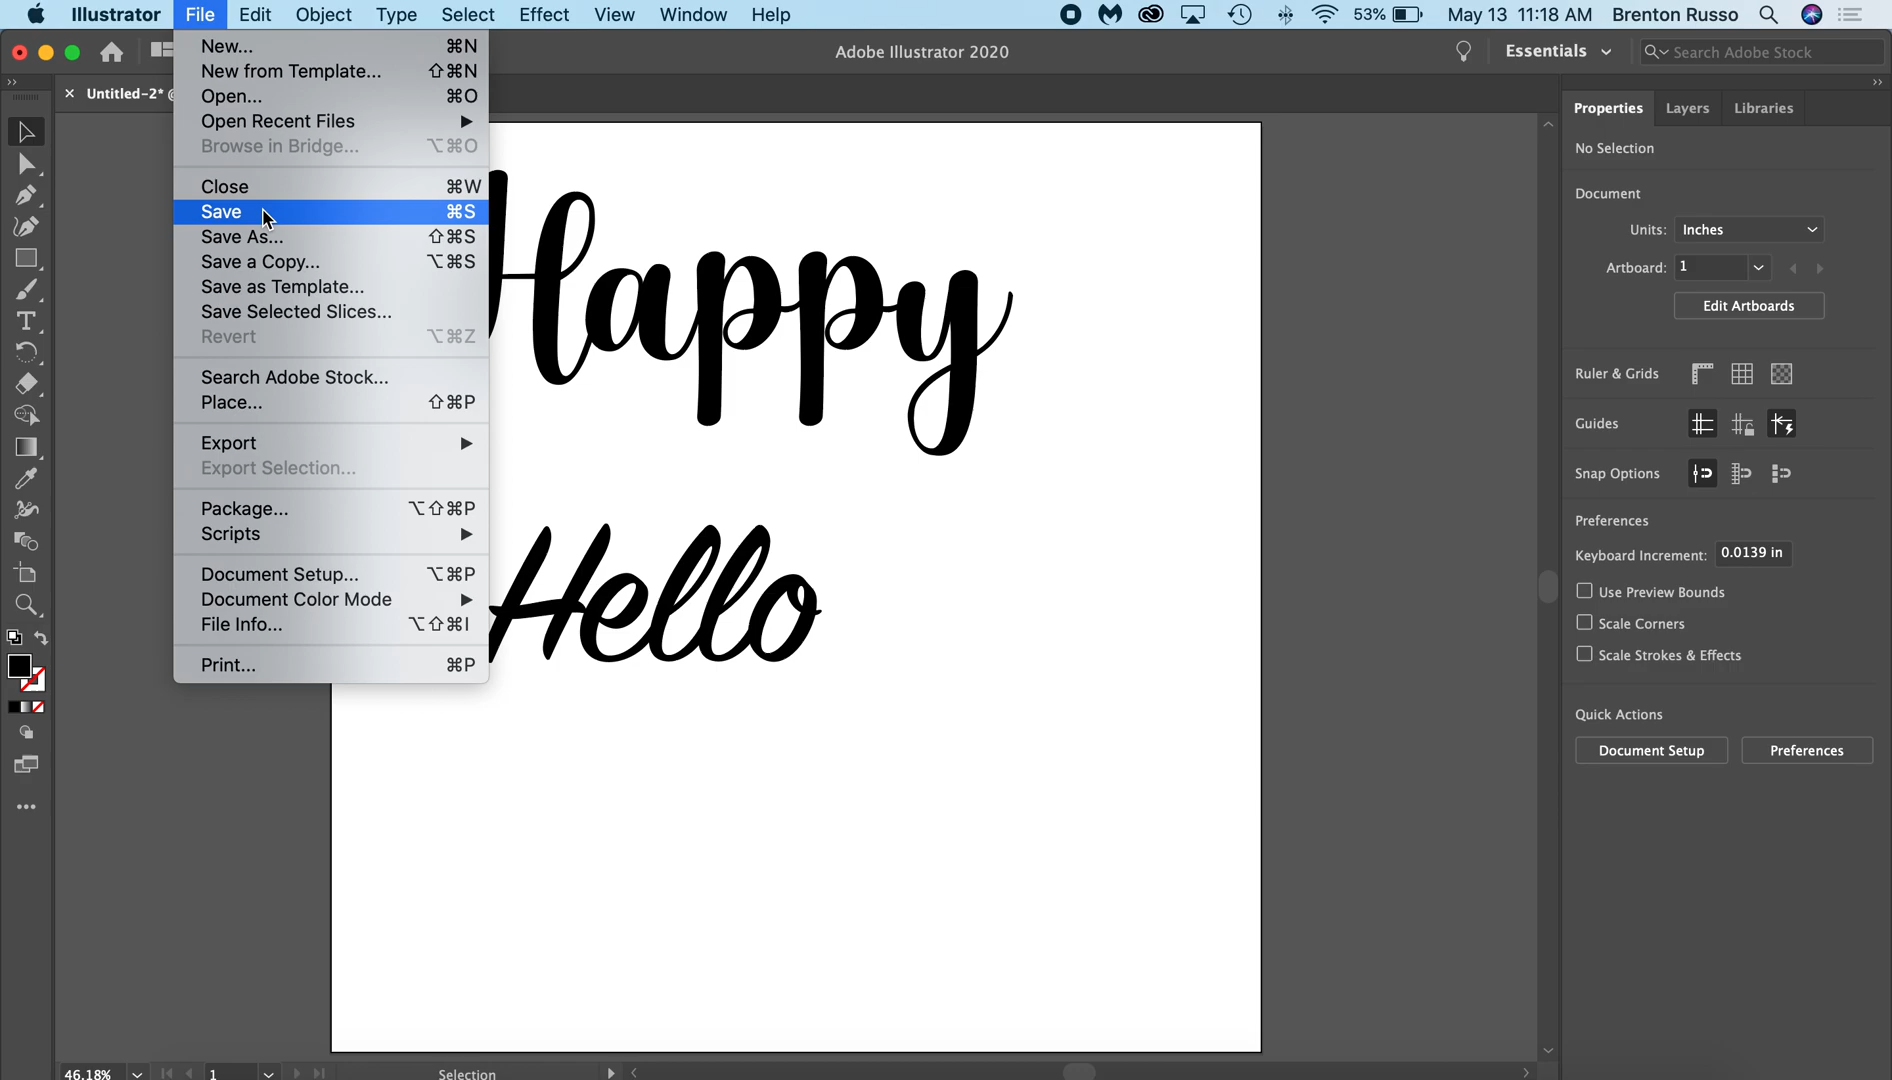 Illustrator File Edit Object Type Select Effect View Window Help 53% May 13 11:18 AM Brenton Russo
Adobe Illustrator 2020 Essentials Search Adobe Stock
Untitled-2* @
New... ⌘N
New from Template... ⇧⌘N
Open... ⌘O
Open Recent Files
Browse in Bridge... ⌥⌘O
Close ⌘W
Save ⌘S
Save As... ⇧⌘S
Save a Copy... ⌥⌘S
Save as Template...
Save Selected Slices...
Revert ⌥⌘Z
Search Adobe Stock...
Place... ⇧⌘P
Export
Export Selection...
Package... ⌥⇧⌘P
Scripts
Document Setup... ⌥⌘P
Document Color Mode
File Info... ⌥⇧⌘I
Print... ⌘P
Happy
Hello
Properties Layers Libraries
No Selection
Document
Units: Inches
Artboard: 1
Edit Artboards
Ruler & Grids
Guides
Snap Options
Preferences
Keyboard Increment: 0.0139 in
Use Preview Bounds
Scale Corners
Scale Strokes & Effects
Quick Actions
Document Setup Preferences
46.18% 1 Selection